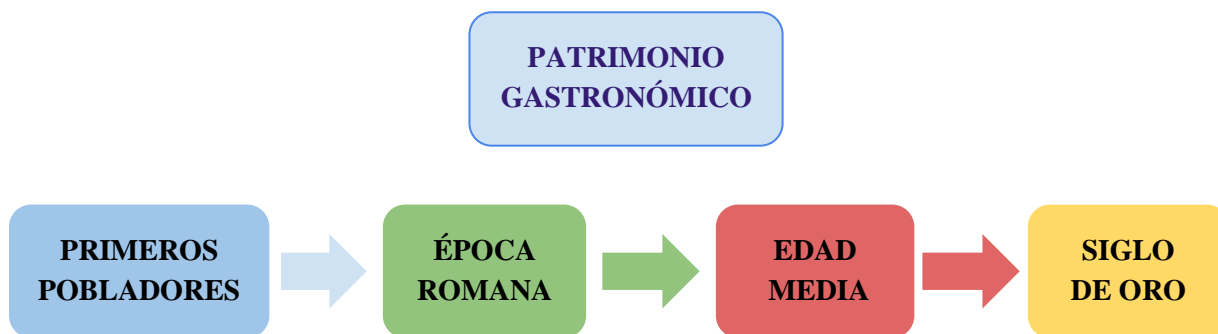 PATRIMONIO
GASTRONÓMICO
PRIMEROS
POBLADORES
ÉPOCA
ROMANA
EDAD
MEDIA
SIGLO
DE ORO